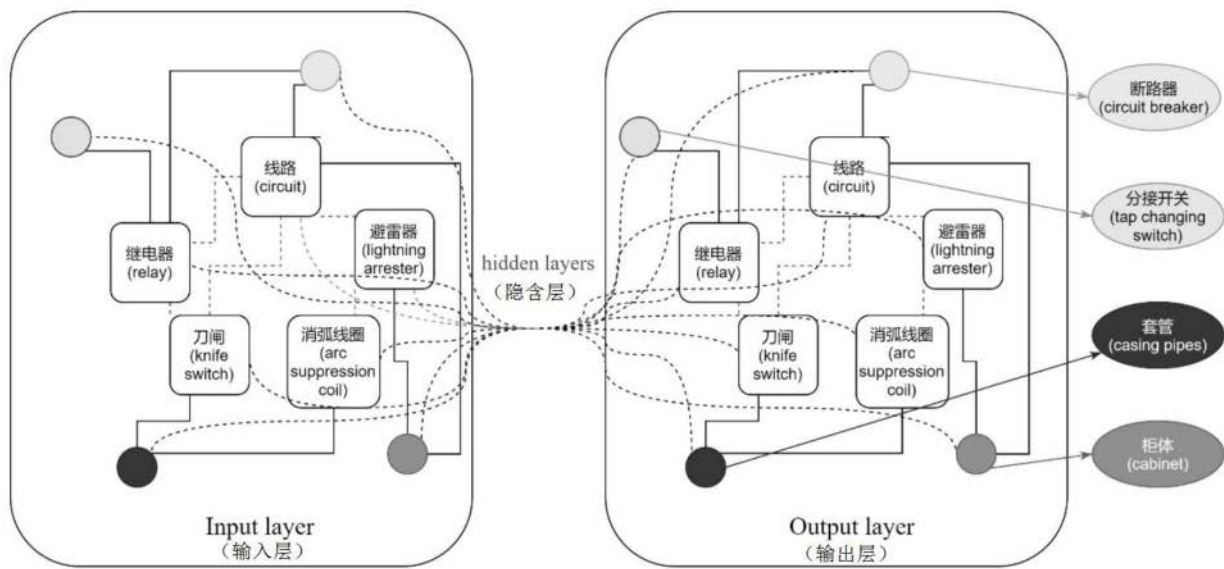 线路
(circuit)
继电器
(relay)
避雷器
(lightning
arrester)
刀闸
(knife
switch)
消弧线圈
(arc
suppression
coil)
Input layer
（输入层）
hidden layers
（隐含层）
线路
(circuit)
继电器
(relay)
避雷器
(lightning
arrester)
刀闸
(knife
switch)
消弧线圈
(arc
suppression
coil)
Output layer
（输出层）
断路器
(circuit breaker)
分接开关
(tap changing
switch)
套管
(casing pipes)
柜体
(cabinet)